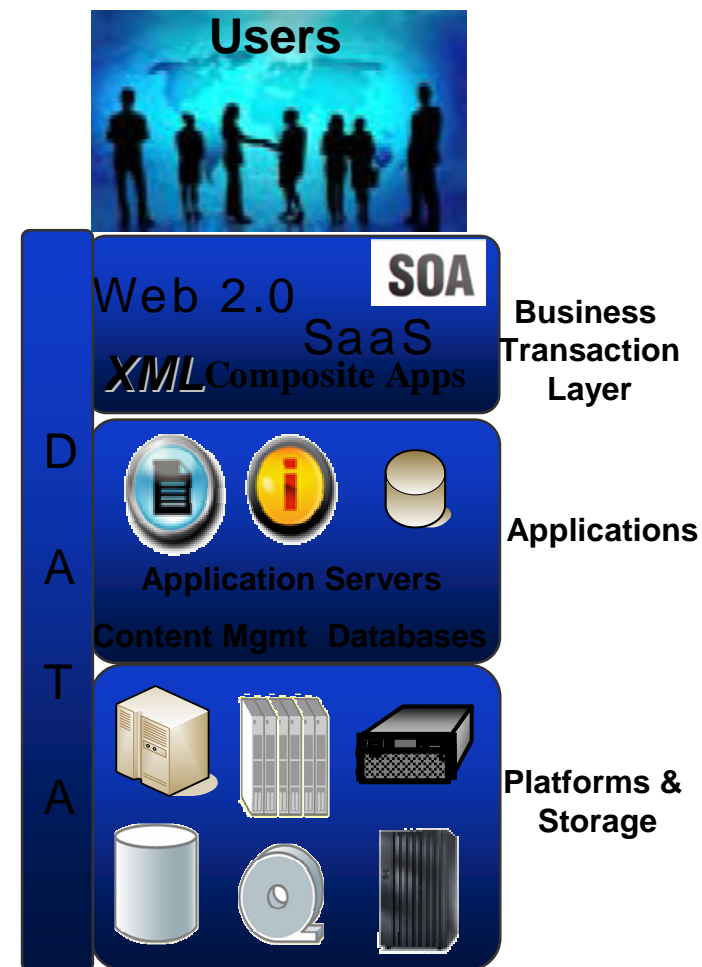 Users
Web 2.0
SOA
SaaS
XML Composite Apps
Business
Transaction
Layer
D
A
T
A
Application Servers
Content Mgmt Databases
Applications
Platforms &
Storage